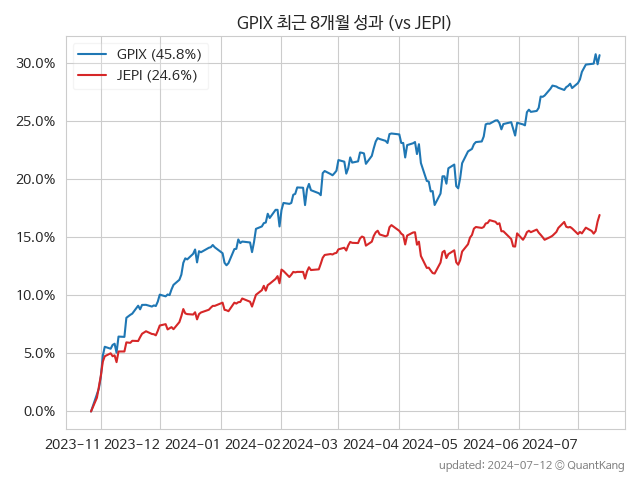 GPIX 최근 8개월 성과 (vs JEPI)
GPIX (45.8%)
JEPI (24.6%)
30.0%
25.0%
20.0%
15.0%
10.0%
5.0%
0.0%
2023-11 2023-12 2024-01 2024-02 2024-03 2024-04 2024-05 2024-06 2024-07
updated: 2024-07-12 © QuantKang